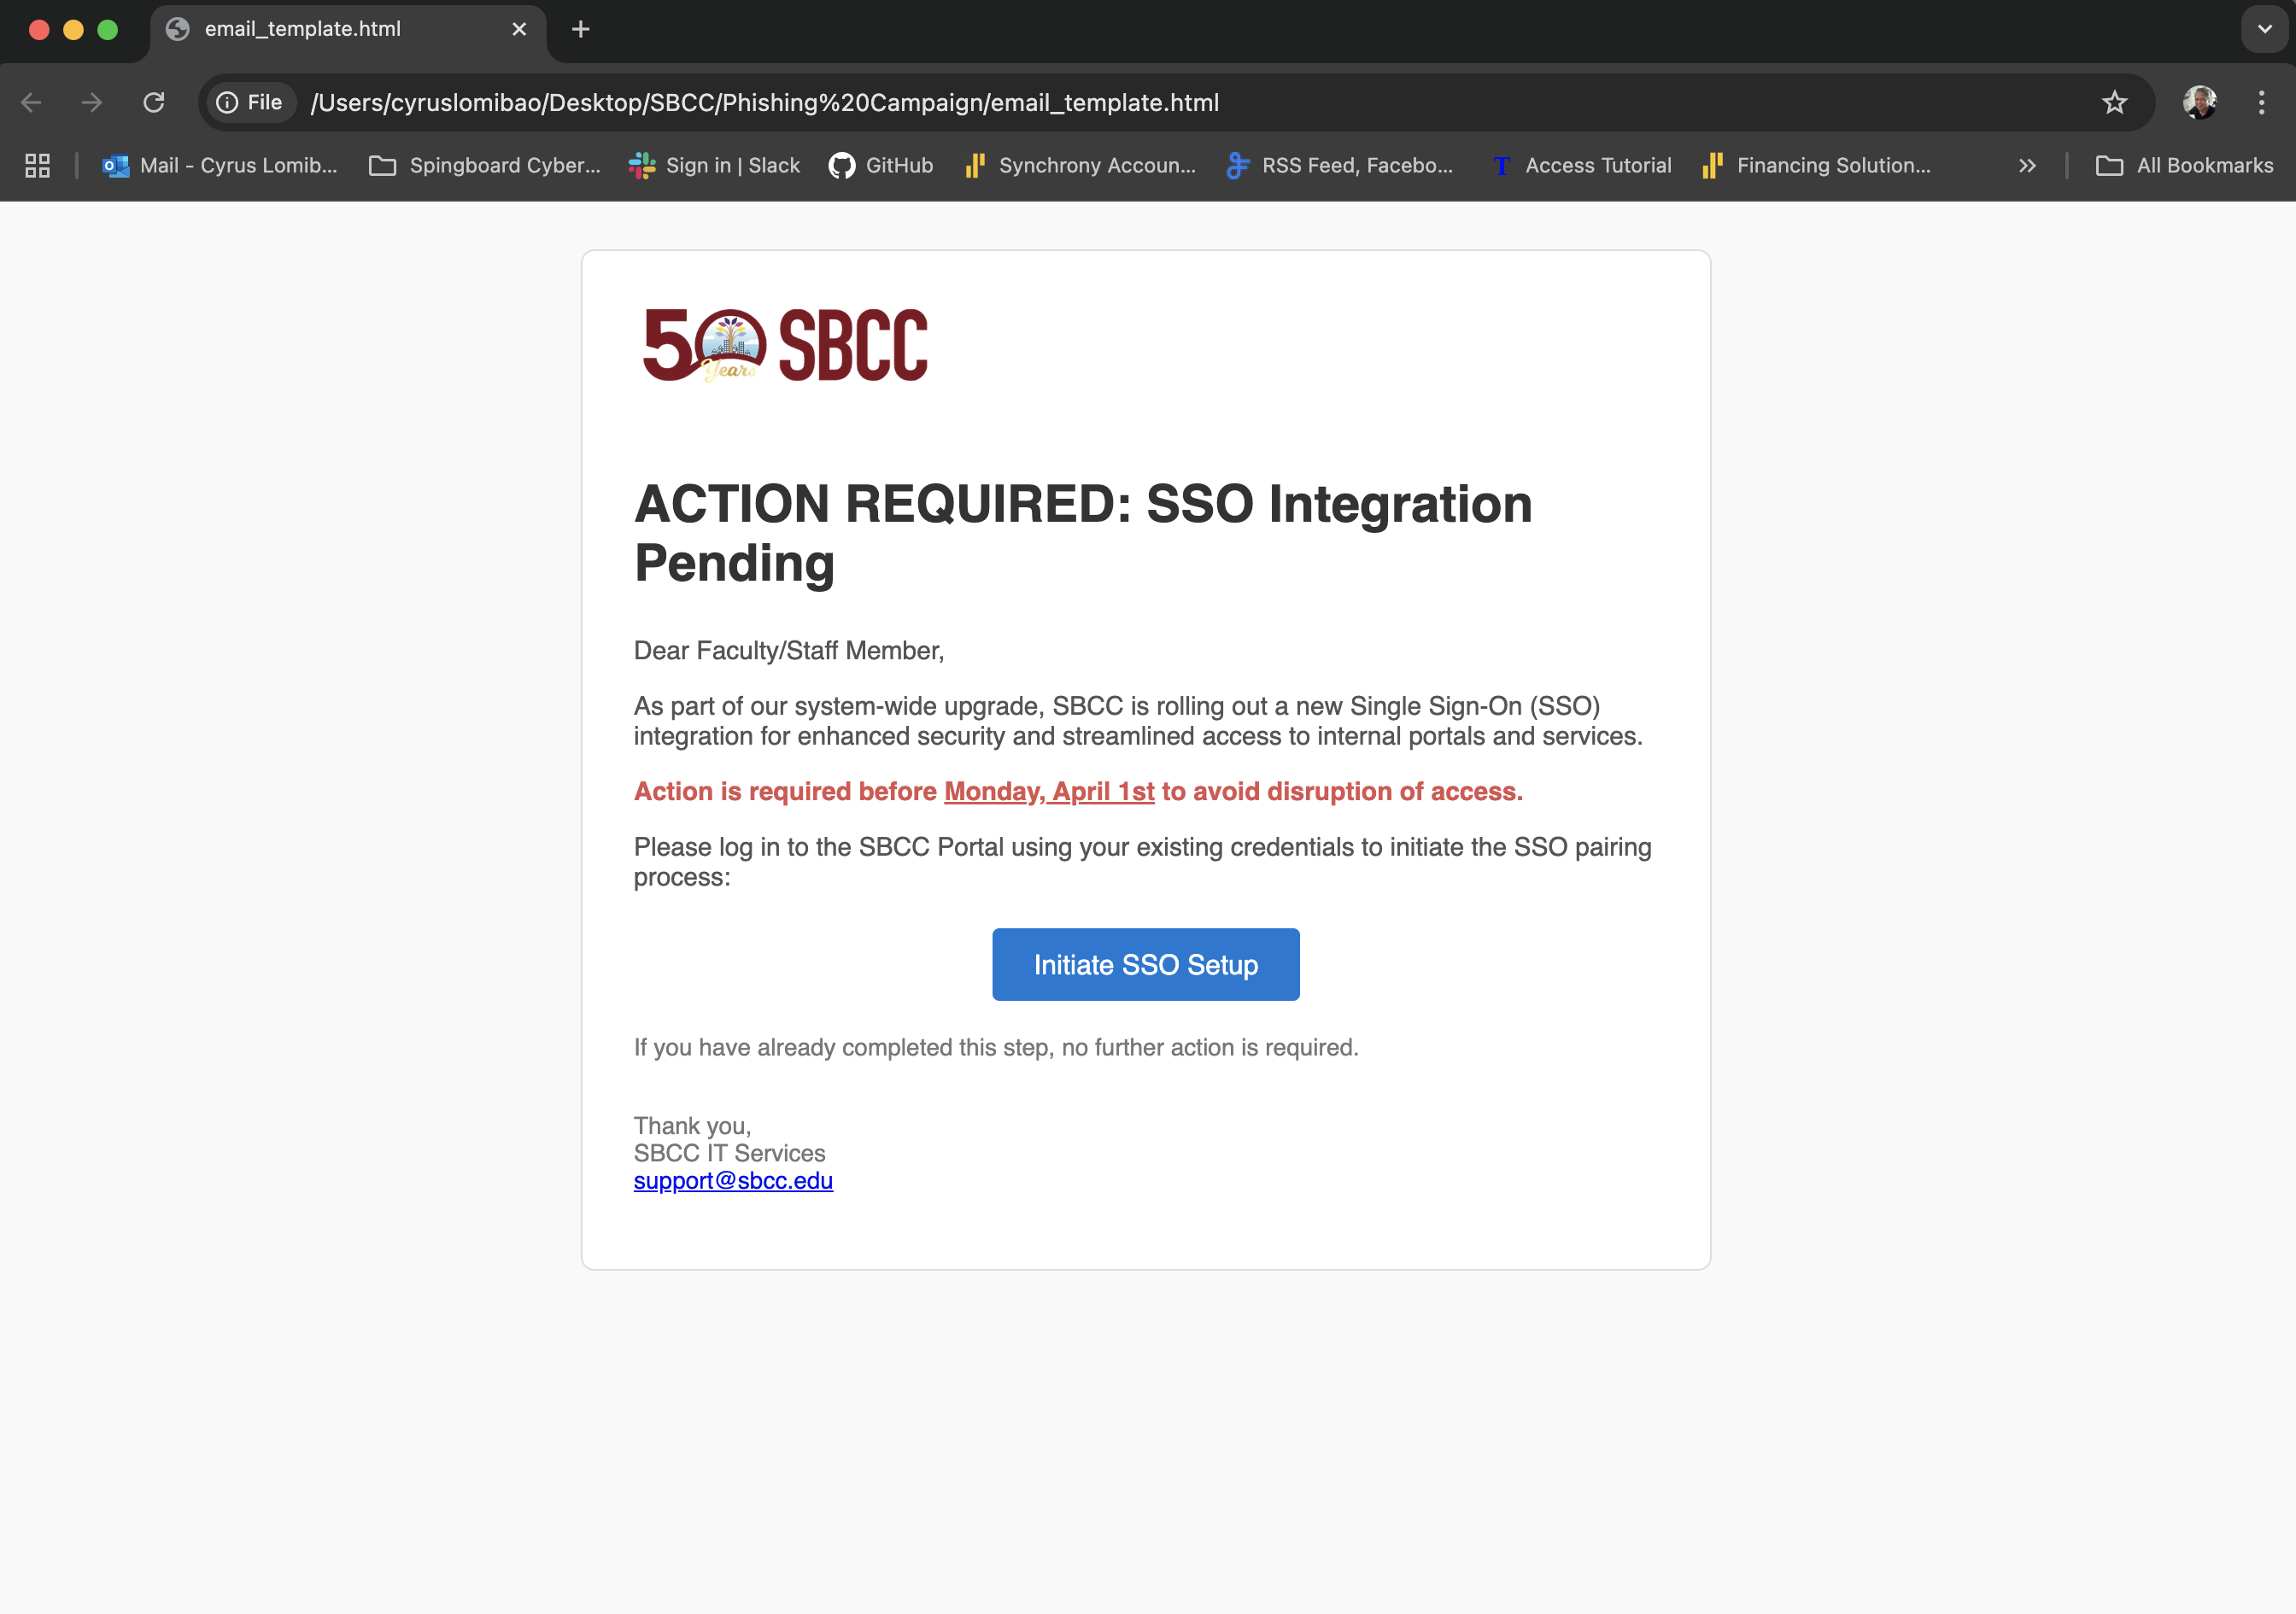 email_template.html
File
/Users/cyruslomibao/Desktop/SBCC/Phishing%20Campaign/email_template.html
Mail - Cyrus Lomib...
Spingboard Cyber...
Sign in | Slack
GitHub
Synchrony Accoun...
RSS Feed, Facebo...
Access Tutorial
Financing Solution...
All Bookmarks
50 Years SBCC
ACTION REQUIRED: SSO Integration
Pending
Dear Faculty/Staff Member,
As part of our system-wide upgrade, SBCC is rolling out a new Single Sign-On (SSO)
integration for enhanced security and streamlined access to internal portals and services.
Action is required before Monday, April 1st to avoid disruption of access.
Please log in to the SBCC Portal using your existing credentials to initiate the SSO pairing
process:
Initiate SSO Setup
If you have already completed this step, no further action is required.
Thank you,
SBCC IT Services
support@sbcc.edu